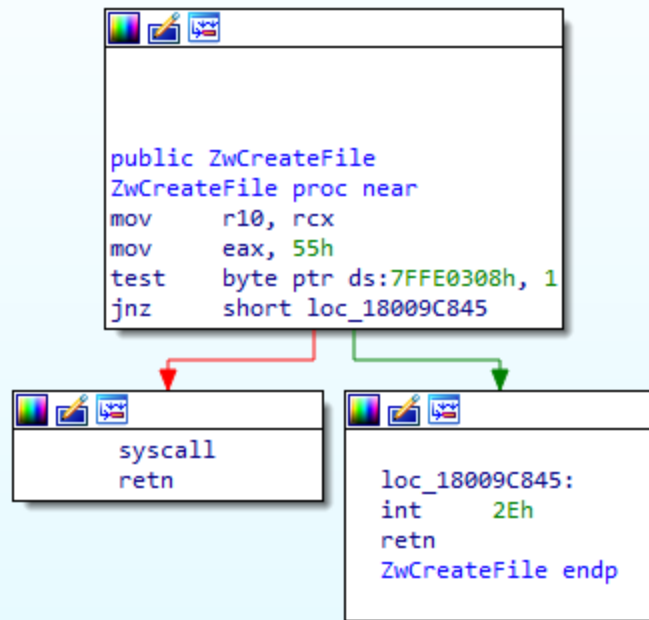 public ZwCreateFile
ZwCreateFile proc near
mov r10, rcx
mov eax, 55h
test byte ptr ds:7FFE0308h, 1
jnz short loc_18009C845
syscall
retn
loc_18009C845:
int 2Eh
retn
ZwCreateFile endp